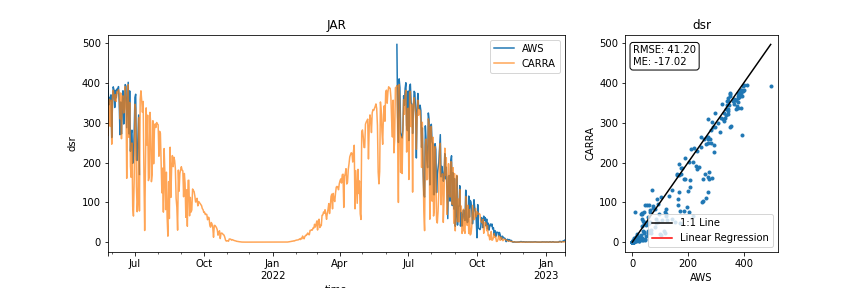 JAR
dsr
500
400
300
200
100
0
AWS
CARRA
dsr
Jul
Oct
Jan
2022
Apr
Jul
Oct
Jan
2023
time
dsr
500
400
300
200
100
0
RMSE: 41.20
ME: -17.02
CARRA
1:1 Line
Linear Regression
0
200
400
AWS